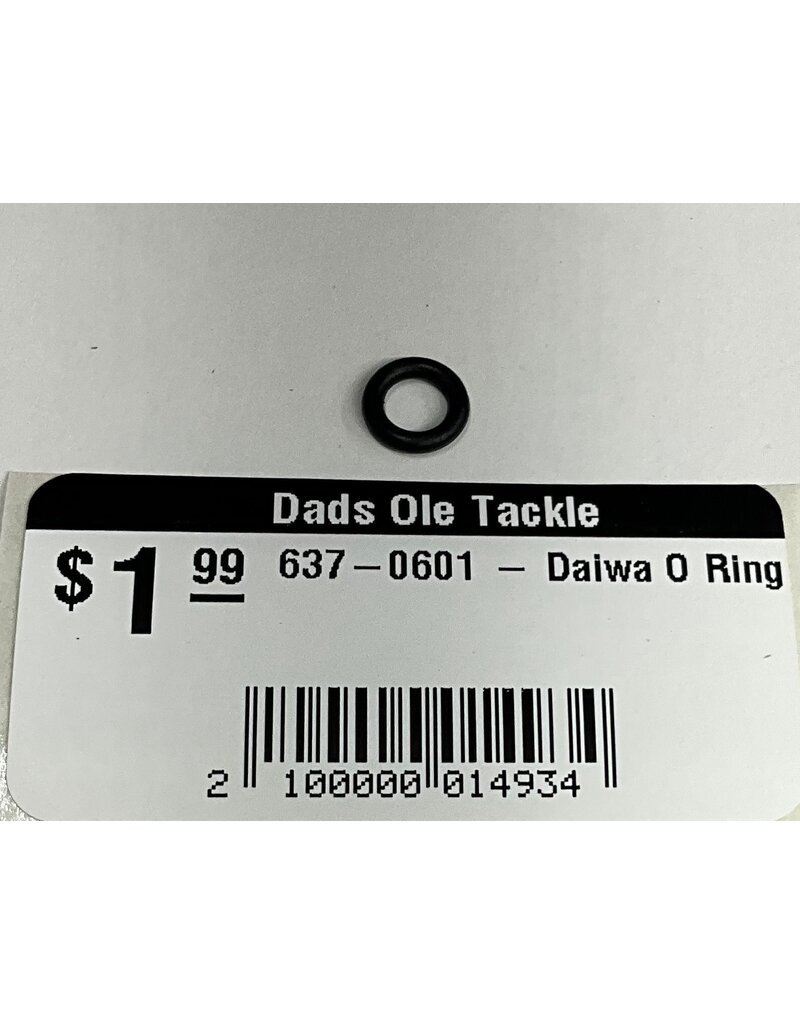 Dads Ole Tackle
$1 99 637-0601 - Daiwa O Ring
2 100000 014934